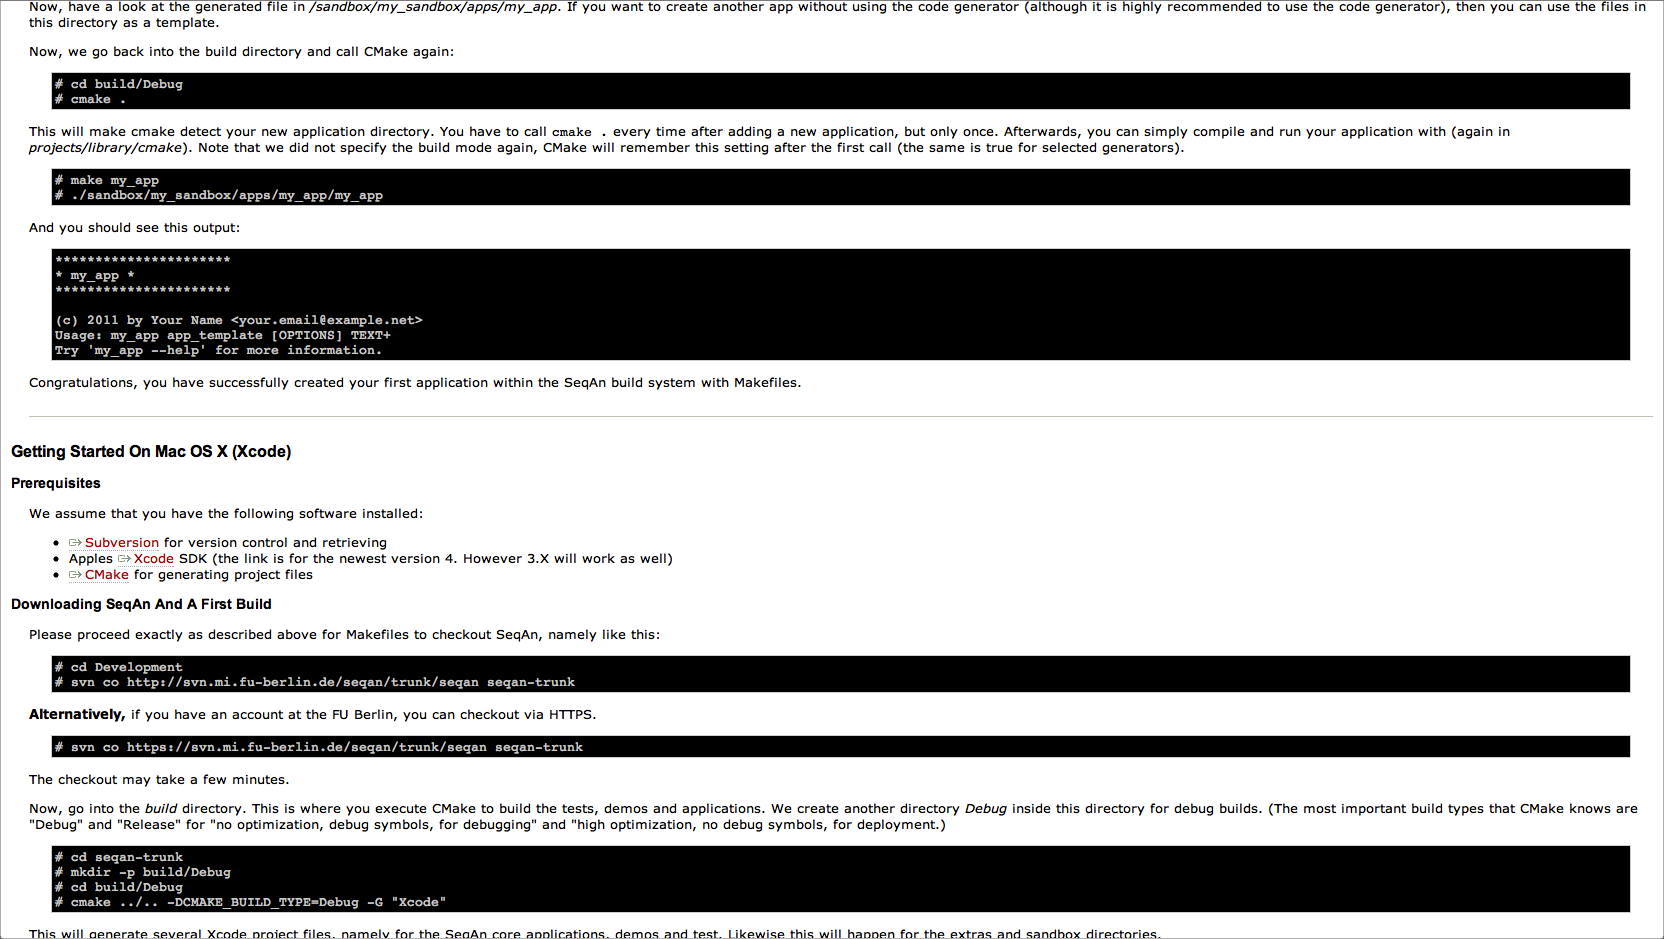 Now, have a look at the generated file in /sandbox/my_sandbox/apps/my_app. If you want to create another app without using the code generator (although it is highly recommended to use the code generator), then you can use the files in
this directory as a template.
Now, we go back into the build directory and call CMake again:
# cd build/Debug
# cmake .
This will make cmake detect your new application directory. You have to call cmake . every time after adding a new application, but only once. Afterwards, you can simply compile and run your application with (again in
projects/library/cmake). Note that we did not specify the build mode again, CMake will remember this setting after the first call (the same is true for selected generators).
# make my_app
# ./sandbox/my_sandbox/apps/my_app/my_app
And you should see this output:
**********************
* my_app *
**********************
(c) 2011 by Your Name <your.email@example.net>
Usage: my_app app_template [OPTIONS] TEXT+
Try 'my_app --help' for more information.
Congratulations, you have successfully created your first application within the SeqAn build system with Makefiles.
Getting Started On Mac OS X (Xcode)
Prerequisites
We assume that you have the following software installed:
• Subversion for version control and retrieving
• Apples Xcode SDK (the link is for the newest version 4. However 3.X will work as well)
• CMake for generating project files
Downloading SeqAn And A First Build
Please proceed exactly as described above for Makefiles to checkout SeqAn, namely like this:
# cd Development
# svn co http://svn.mi.fu-berlin.de/seqan/trunk/seqan seqan-trunk
Alternatively, if you have an account at the FU Berlin, you can checkout via HTTPS.
# svn co https://svn.mi.fu-berlin.de/seqan/trunk/seqan seqan-trunk
The checkout may take a few minutes.
Now, go into the build directory. This is where you execute CMake to build the tests, demos and applications. We create another directory Debug inside this directory for debug builds. (The most important build types that CMake knows are
"Debug" and "Release" for "no optimization, debug symbols, for debugging" and "high optimization, no debug symbols, for deployment.)
# cd seqan-trunk
# mkdir -p build/Debug
# cd build/Debug
# cmake ../.. -DCMAKE_BUILD_TYPE=Debug -G "Xcode"
This will generate several Xcode project files, namely for the SeqAn core applications, demos and test. Likewise this will happen for the extras and sandbox directories.